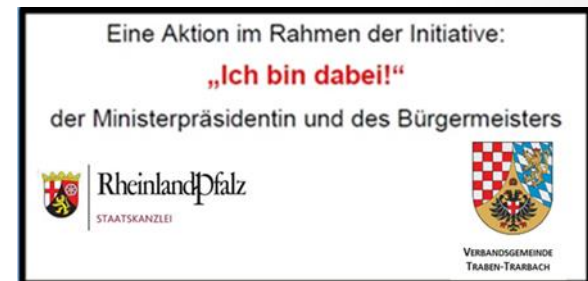 Eine Aktion im Rahmen der Initiative:
„Ich bin dabei!“
der Ministerpräsidentin und des Bürgermeisters
RheinlandPfalz
STAATSKANZLEI
VERBANDSGEMEINDE
TRABEN-TRARBACH